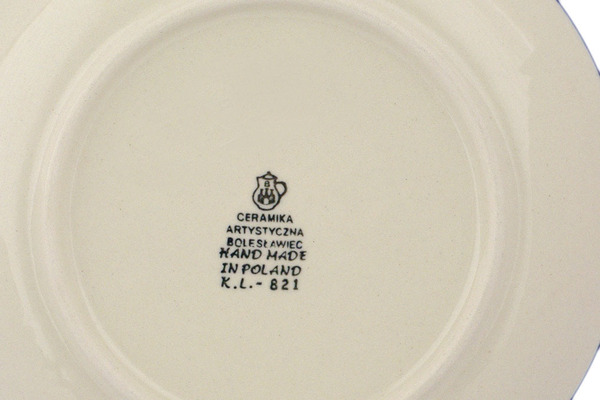 B
CERAMIKA
ARTYSTYCZNA
BOLESŁAWIEC
HAND MADE
IN POLAND
K.L.- 821